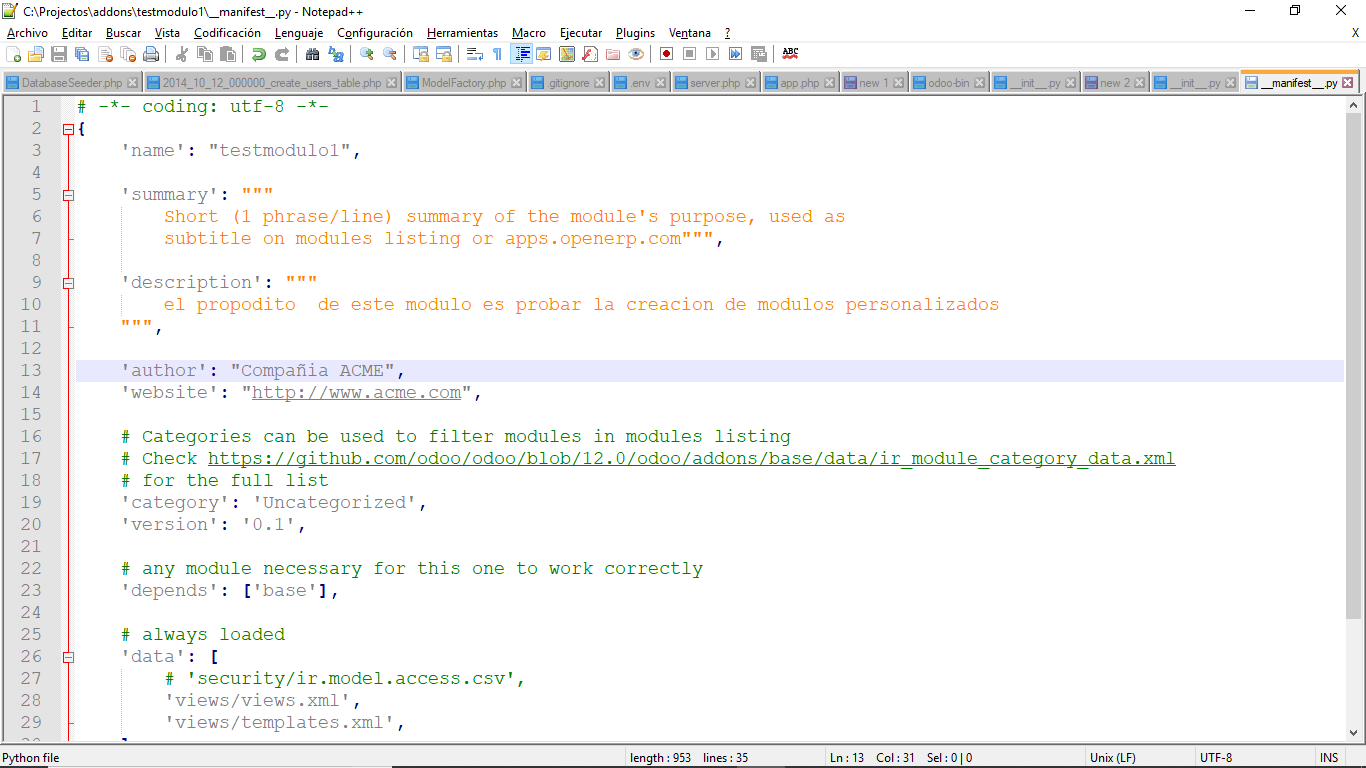 C:\Projectos\addons\testmodulo1\__manifest__.py - Notepad++
Archivo Editar Buscar Vista Codificación Lenguaje Configuración Herramientas Macro Ejecutar Plugins Ventana ? X
DatabaseSeeder.php 2014_10_12_000000_create_users_table.php ModelFactory.php .gitignore .env server.php app.php new 1 odoo-bin __init__.py new 2 __init__.py __manifest__.py
1 # -*- coding: utf-8 -*-
2 {
3 'name': "testmodulo1",
4
5 'summary': """
6 Short (1 phrase/line) summary of the module's purpose, used as
7 subtitle on modules listing or apps.openerp.com""",
8
9 'description': """
10 el propodito  de este modulo es probar la creacion de modulos personalizados
11 """,
12
13 'author': "Compañia ACME",
14 'website': "http://www.acme.com",
15
16 # Categories can be used to filter modules in modules listing
17 # Check https://github.com/odoo/odoo/blob/12.0/odoo/addons/base/data/ir_module_category_data.xml
18 # for the full list
19 'category': 'Uncategorized',
20 'version': '0.1',
21
22 # any module necessary for this one to work correctly
23 'depends': ['base'],
24
25 # always loaded
26 'data': [
27 # 'security/ir.model.access.csv',
28 'views/views.xml',
29 'views/templates.xml',
Python file length : 953 lines : 35 Ln : 13 Col : 31 Sel : 0 | 0 Unix (LF) UTF-8 INS